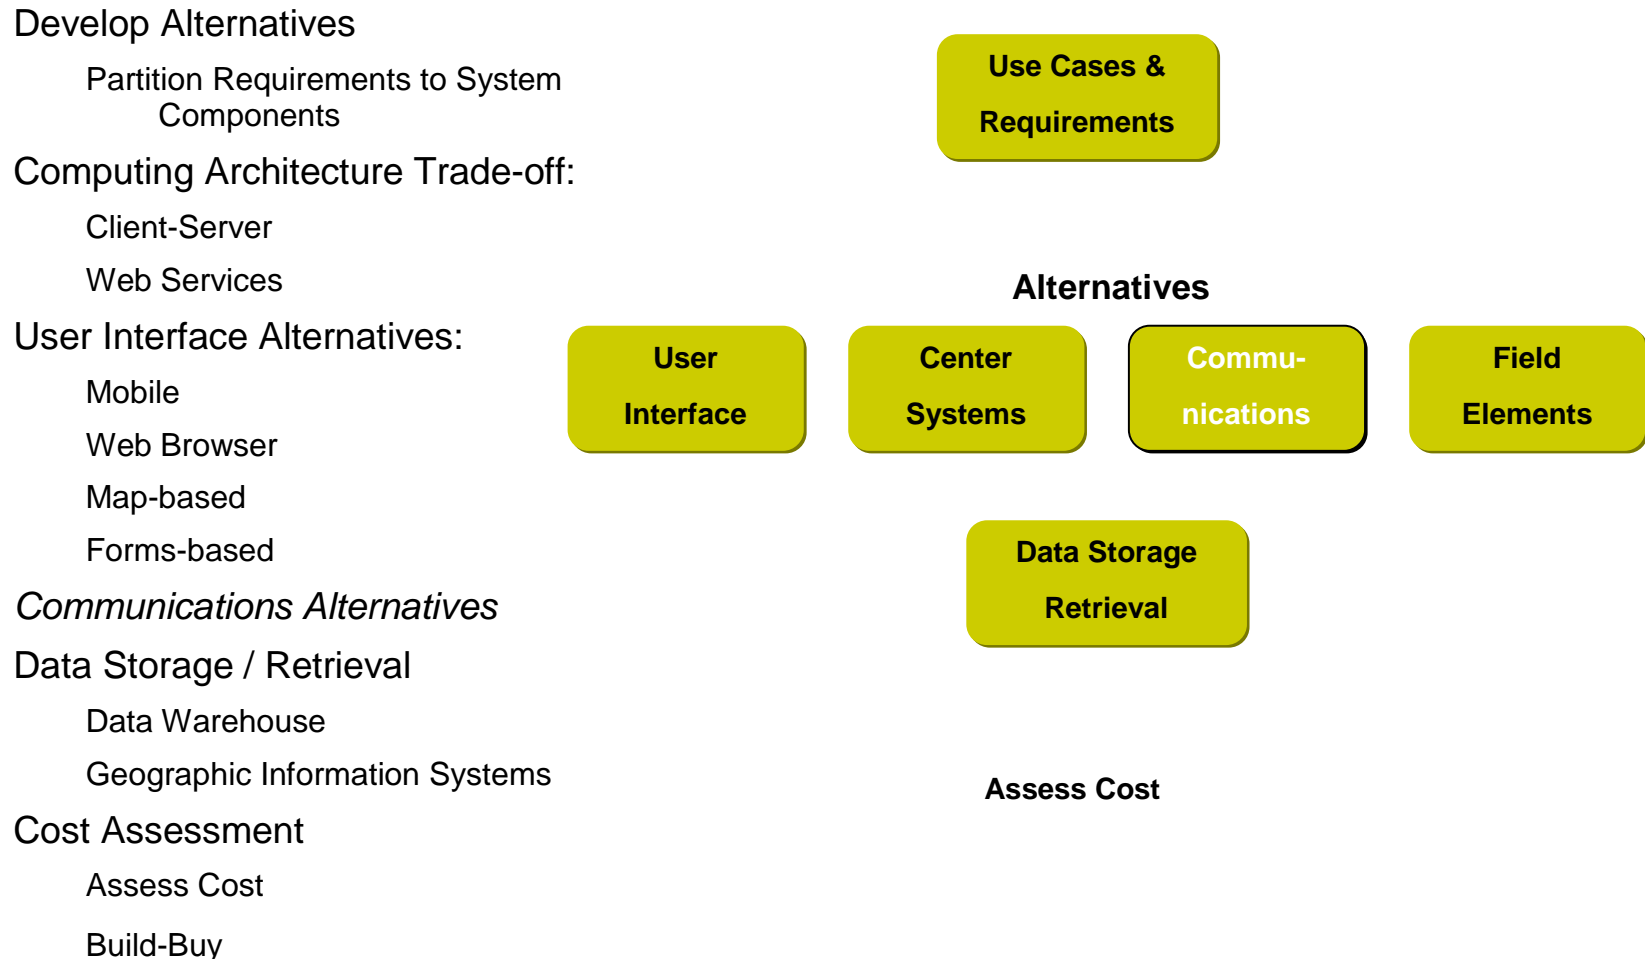 Develop Alternatives
Partition Requirements to System
Components
Computing Architecture Trade-off:
Client-Server
Web Services
User Interface Alternatives:
Mobile
Web Browser
Map-based
Forms-based
Communications Alternatives
Data Storage / Retrieval
Data Warehouse
Geographic Information Systems
Cost Assessment
Assess Cost
Build-Buy
Use Cases &
Requirements
Alternatives
User
Interface
Center
Systems
Commu-
nications
Field
Elements
Data Storage
Retrieval
Assess Cost